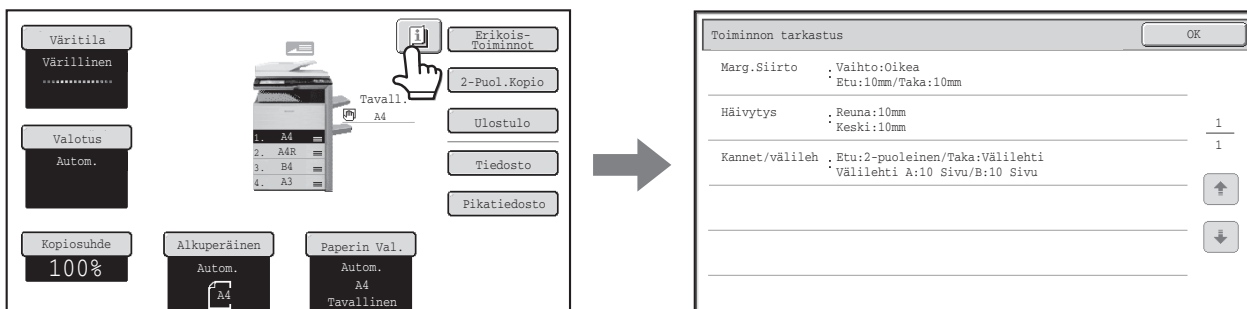 Väritila
Värillinen
Valotus
Autom.
Kopiosuhde
100%
Alkuperäinen
Autom.
A4
Paperin Val.
Autom.
A4
Tavallinen
Tavall.
A4
1. A4
2. A4R
3. B4
4. A3
Erikois-
Toiminnot
2-Puol.Kopio
Ulostulo
Tiedosto
Pikatiedosto
Toiminnon tarkastus
OK
Marg.Siirto : Vaihto:Oikea
Etu:10mm/Taka:10mm
Häivytys : Reuna:10mm
Keski:10mm
Kannet/välileh : Etu:2-puoleinen/Taka:Välilehti
Välilehti A:10 Sivu/B:10 Sivu
1
1